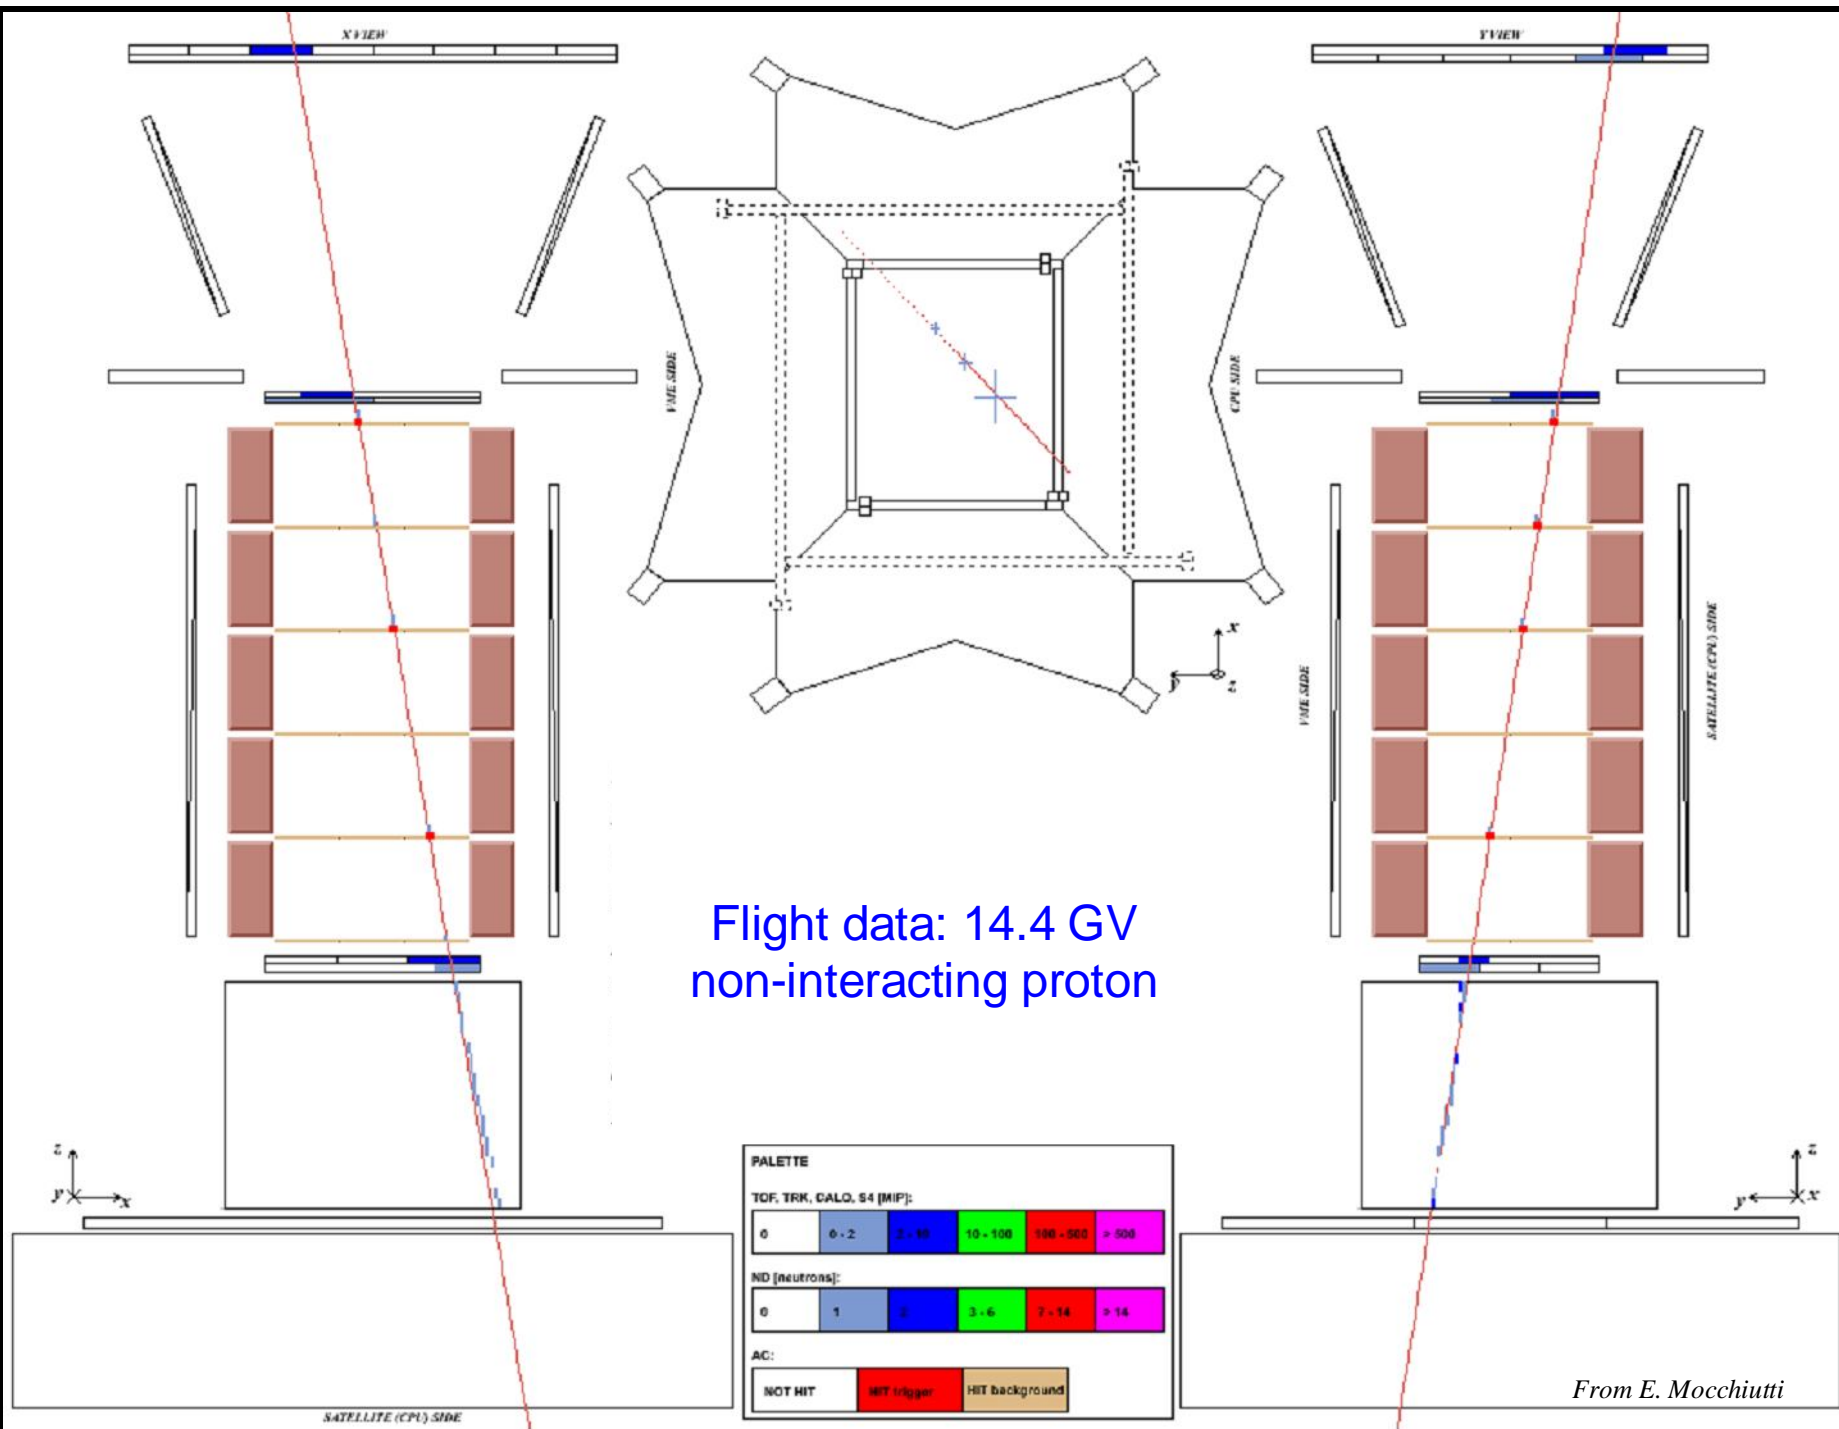 X VIEW
Y VIEW
VME SIDE
CPU SIDE
x
y
z
VME SIDE
SATELLITE (CPU) SIDE
Flight data: 14.4 GV
non-interacting proton
z
y
x
z
y
x
PALETTE
TOF, TRK, CALO, S4 [MIP]:
0 0 - 2 2 - 10 10 - 100 100 - 500 > 500
ND [neutrons]:
0 1 2 3 - 6 7 - 14 > 14
AC:
NOT HIT HIT trigger HIT background
From E. Mocchiutti
SATELLITE (CPU) SIDE